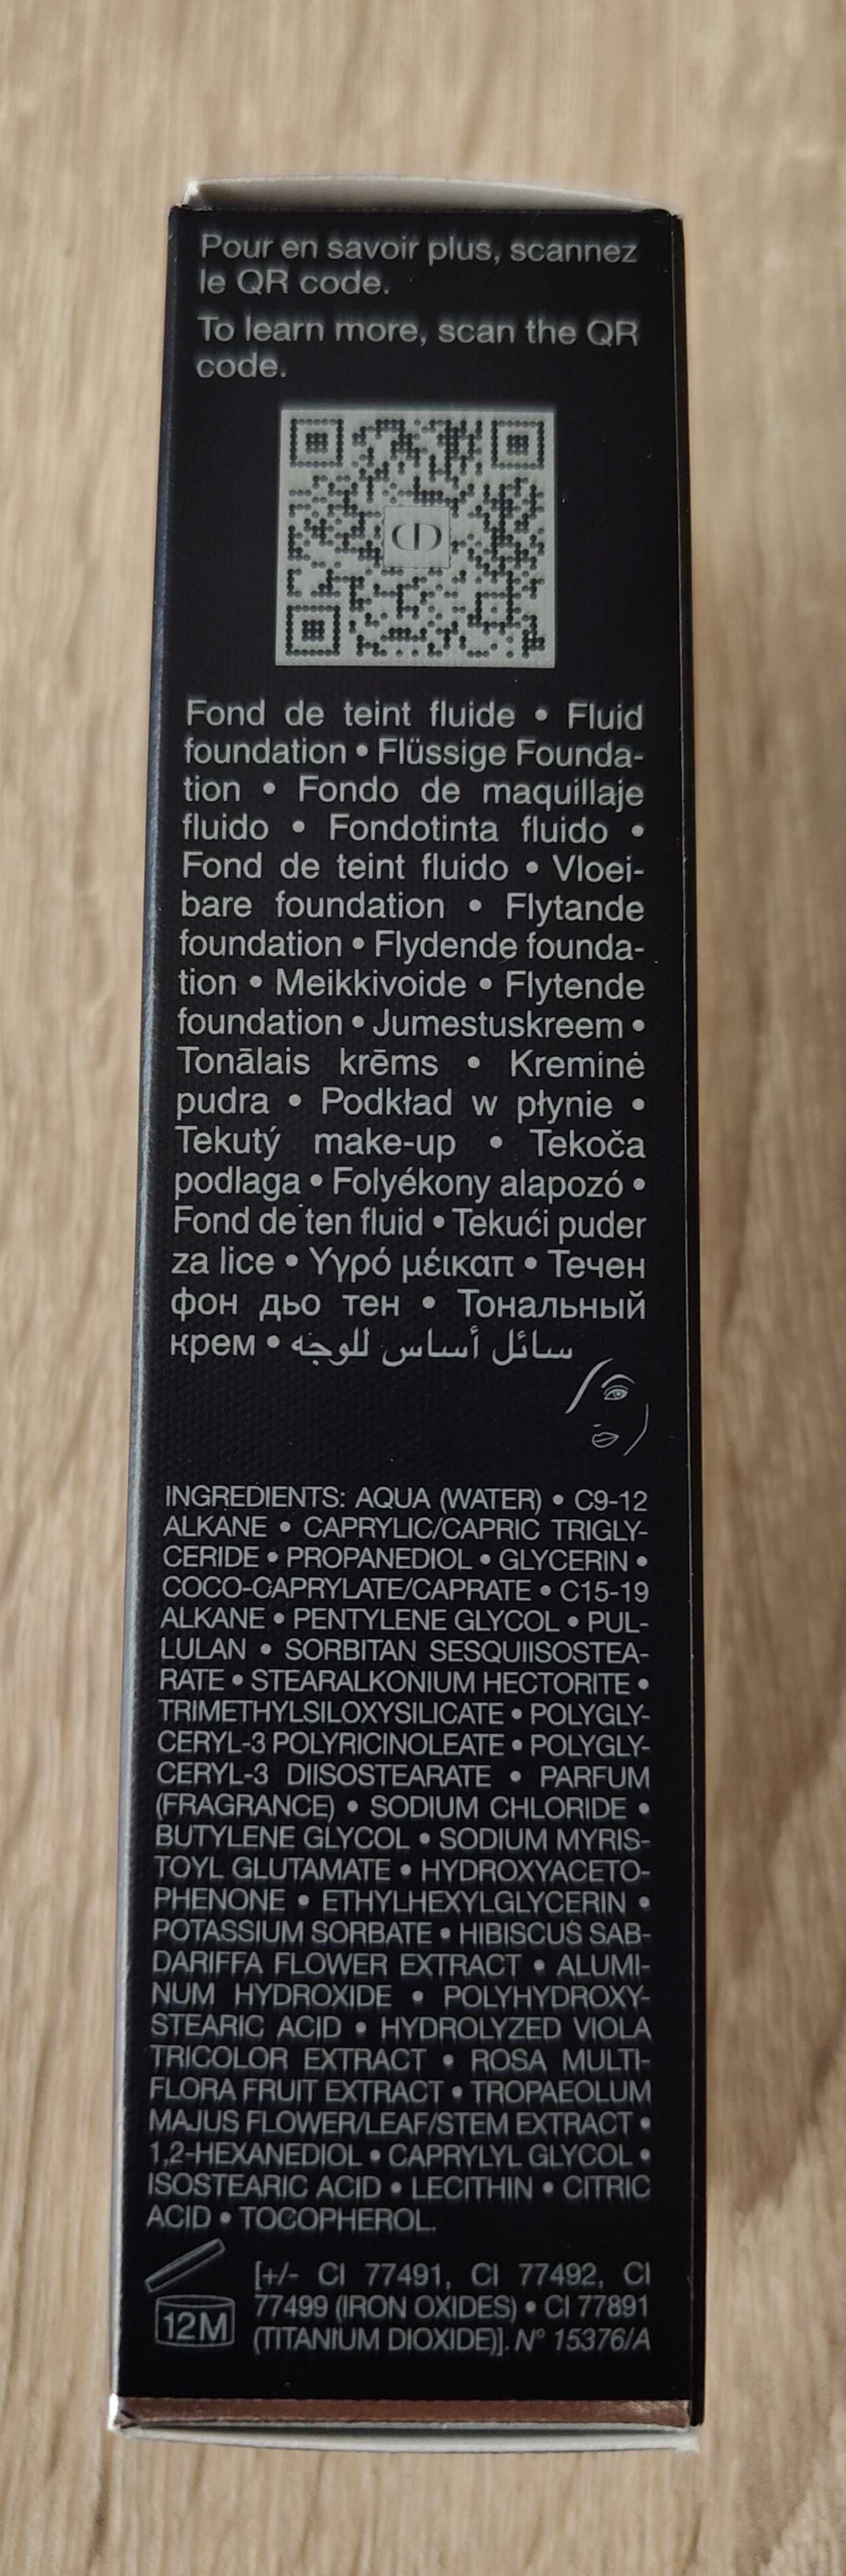 Pour en savoir plus, scannez
le QR code.
To learn more, scan the QR
code.
CD
Fond de teint fluide • Fluid
foundation • Flüssige Founda-
tion • Fondo de maquillaje
fluido • Fondotinta fluido •
Fond de teint fluido • Vloei-
bare foundation • Flytande
foundation • Flydende founda-
tion • Meikkivoide • Flytende
foundation • Jumestuskreem •
Tonālais krēms • Kreminė
pudra • Podkład w płynie •
Tekutý make-up • Tekoča
podlaga • Folyékony alapozó •
Fond de ten fluid • Tekući puder
za lice • Υγρό μέικαπ • Течен
фон дьо тен • Тональный
крем • سائل أساس للوجه
INGREDIENTS: AQUA (WATER) • C9-12
ALKANE • CAPRYLIC/CAPRIC TRIGLY-
CERIDE • PROPANEDIOL • GLYCERIN •
COCO-CAPRYLATE/CAPRATE • C15-19
ALKANE • PENTYLENE GLYCOL • PUL-
LULAN • SORBITAN SESQUIISOSTEA-
RATE • STEARALKONIUM HECTORITE •
TRIMETHYLSILOXYSILICATE • POLYGLY-
CERYL-3 POLYRICINOLEATE • POLYGLY-
CERYL-3 DIISOSTEARATE • PARFUM
(FRAGRANCE) • SODIUM CHLORIDE •
BUTYLENE GLYCOL • SODIUM MYRIS-
TOYL GLUTAMATE • HYDROXYACETO-
PHENONE • ETHYLHEXYLGLYCERIN •
POTASSIUM SORBATE • HIBISCUS SAB-
DARIFFA FLOWER EXTRACT • ALUMI-
NUM HYDROXIDE • POLYHYDROXY-
STEARIC ACID • HYDROLYZED VIOLA
TRICOLOR EXTRACT • ROSA MULTI-
FLORA FRUIT EXTRACT • TROPAEOLUM
MAJUS FLOWER/LEAF/STEM EXTRACT •
1,2-HEXANEDIOL • CAPRYLYL GLYCOL •
ISOSTEARIC ACID • LECITHIN • CITRIC
ACID • TOCOPHEROL.
[+/- CI 77491, CI 77492, CI
77499 (IRON OXIDES) • CI 77891
(TITANIUM DIOXIDE)]. N° 15376/A
12M